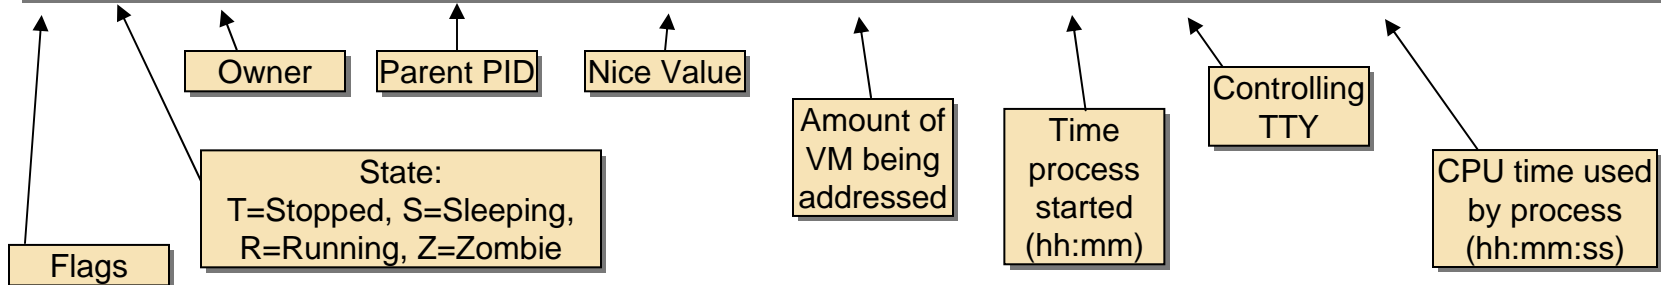 Owner
Parent PID
Nice Value
Controlling
TTY
Amount of
VM being
addressed
Time
process
started
(hh:mm)
State:
T=Stopped, S=Sleeping,
R=Running, Z=Zombie
CPU time used
by process
(hh:mm:ss)
Flags